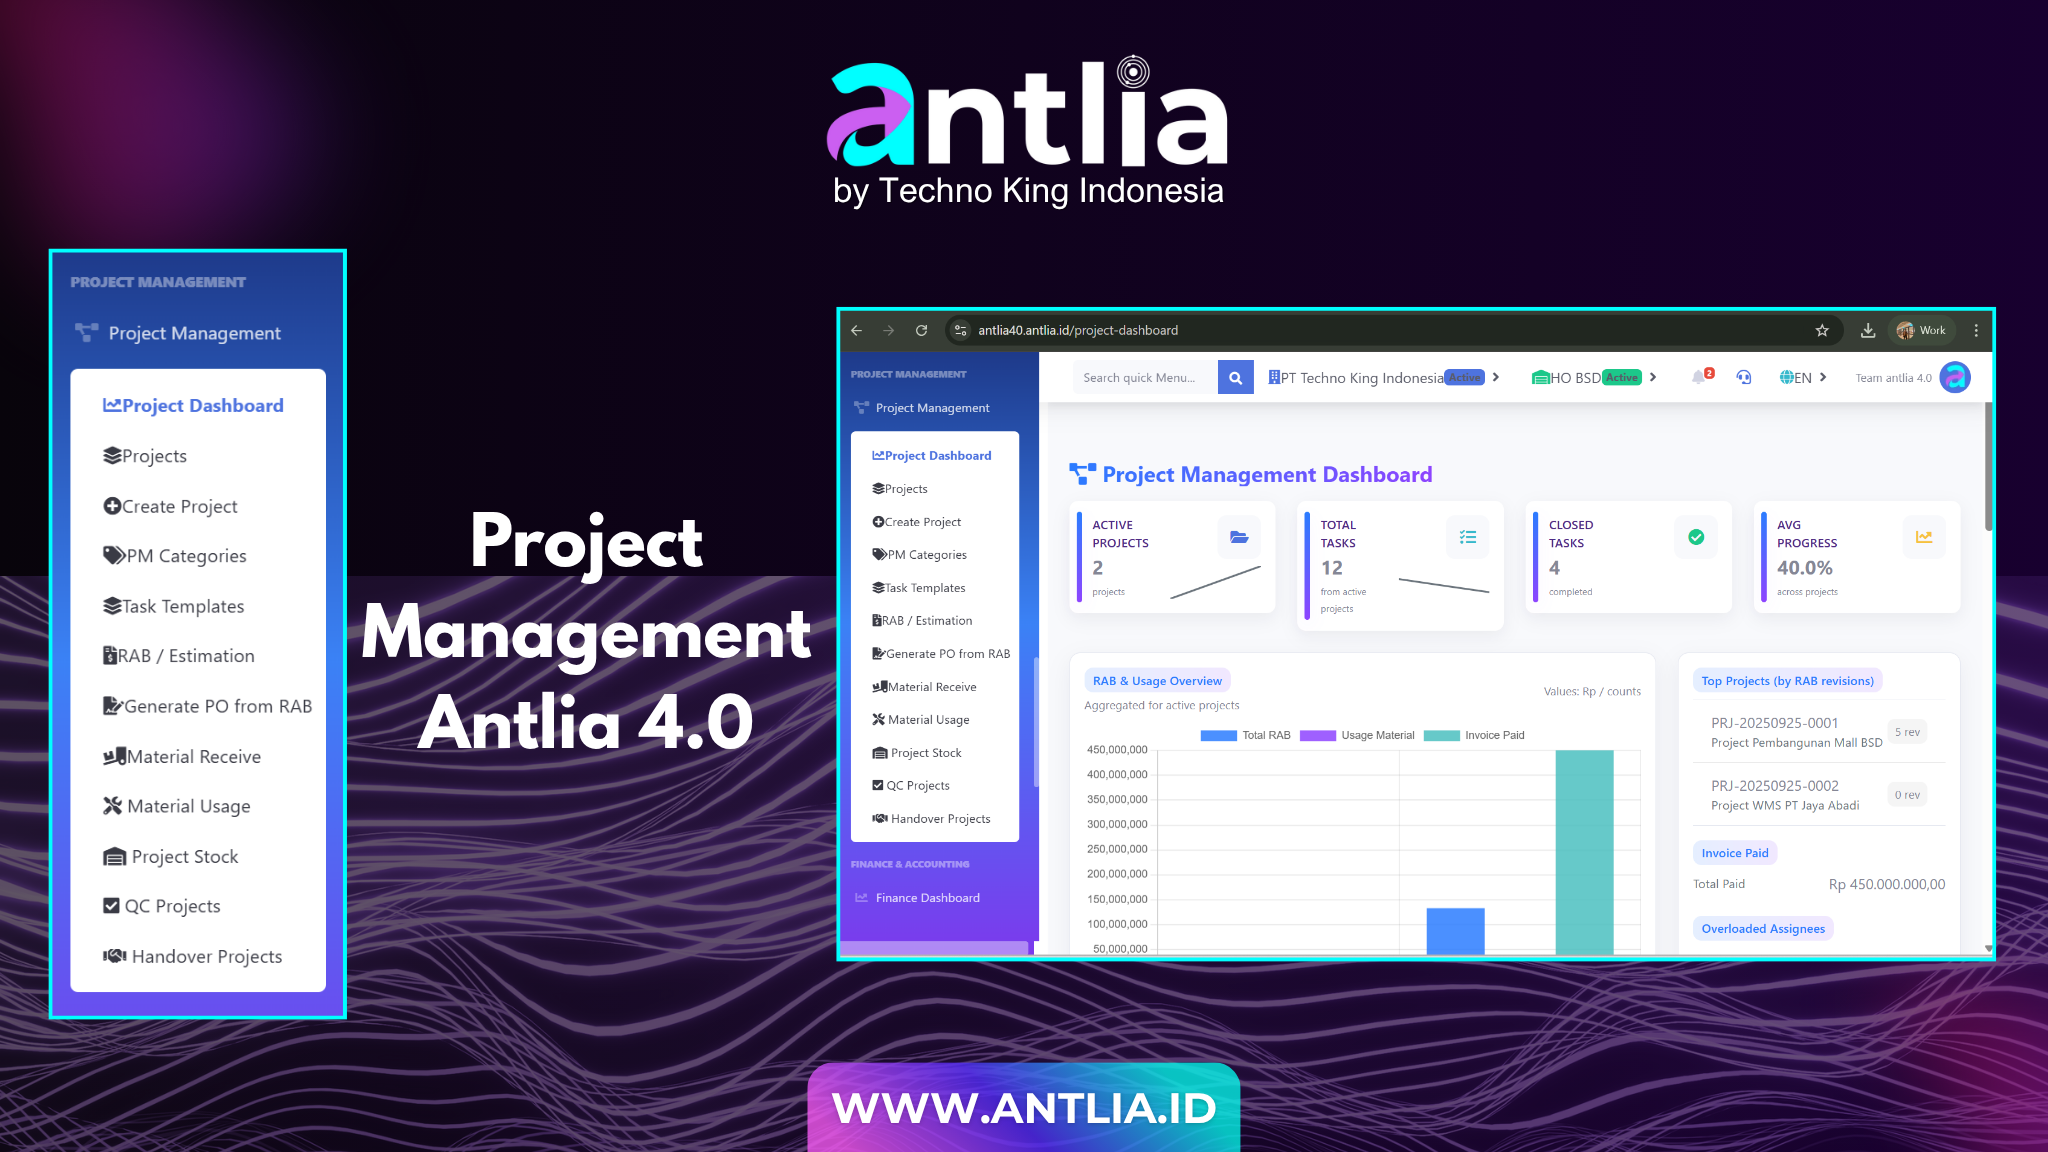 antlia
by Techno King Indonesia
PROJECT MANAGEMENT
Project Management
Project Dashboard
Projects
Create Project
PM Categories
Task Templates
RAB / Estimation
Generate PO from RAB
Material Receive
Material Usage
Project Stock
QC Projects
Handover Projects
Project
Management
Antlia 4.0
antlia40.antlia.id/project-dashboard
Work
PROJECT MANAGEMENT
Project Management
Project Dashboard
Projects
Create Project
PM Categories
Task Templates
RAB / Estimation
Generate PO from RAB
Material Receive
Material Usage
Project Stock
QC Projects
Handover Projects
FINANCE & ACCOUNTING
Finance Dashboard
Search quick Menu...
PT Techno King Indonesia Active
HO BSD Active
2
EN
Team antlia 4.0
Project Management Dashboard
ACTIVE
PROJECTS
2
projects
TOTAL
TASKS
12
from active
projects
CLOSED
TASKS
4
completed
AVG
PROGRESS
40.0%
across projects
RAB & Usage Overview
Aggregated for active projects
Values: Rp / counts
Total RAB
Usage Material
Invoice Paid
450,000,000
400,000,000
350,000,000
300,000,000
250,000,000
200,000,000
150,000,000
100,000,000
50,000,000
Top Projects (by RAB revisions)
PRJ-20250925-0001
Project Pembangunan Mall BSD
5 rev
PRJ-20250925-0002
Project WMS PT Jaya Abadi
0 rev
Invoice Paid
Total Paid
Rp 450.000.000,00
Overloaded Assignees
WWW.ANTLIA.ID